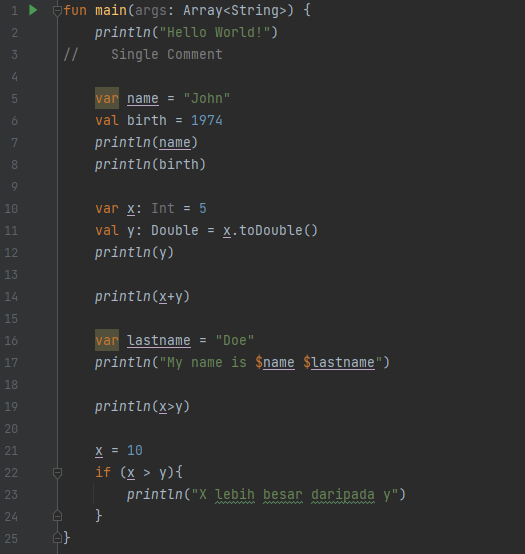 1 fun main(args: Array<String>) {
2 println("Hello World!")
3 // Single Comment
4
5 var name = "John"
6 val birth = 1974
7 println(name)
8 println(birth)
9
10 var x: Int = 5
11 val y: Double = x.toDouble()
12 println(y)
13
14 println(x+y)
15
16 var lastname = "Doe"
17 println("My name is $name $lastname")
18
19 println(x>y)
20
21 x = 10
22 if (x > y){
23 println("X lebih besar daripada y")
24 }
25 }